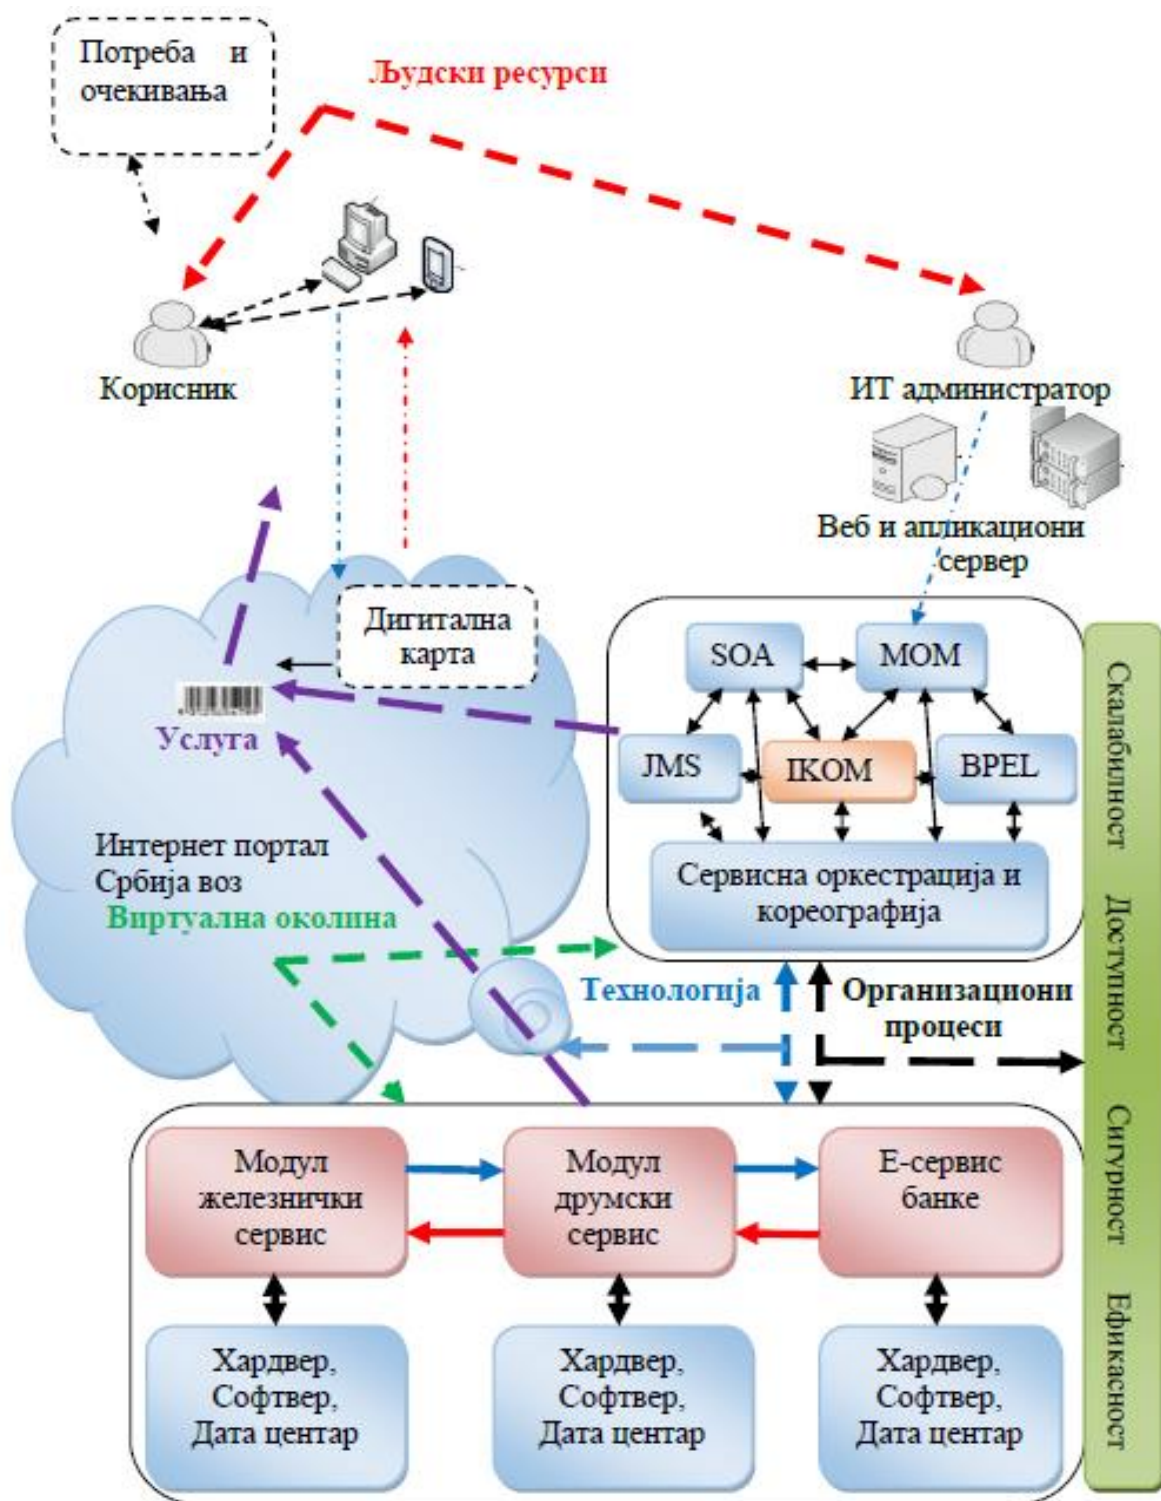 Потреба и
очекивања
Људски ресурси
Корисник
ИТ администратор
Веб и апликациони
сервер
Дигитална
карта
Услуга
Интернет портал
Србија воз
Виртуална околина
SOA
MOM
JMS
IKOM
BPEL
Сервисна оркестрација и
кореографија
Технологија
Организациони
процеси
Модул
железнички
сервис
Модул
друмски
сервис
Е-сервис
банке
Хардвер,
Софтвер,
Дата центар
Хардвер,
Софтвер,
Дата центар
Хардвер,
Софтвер,
Дата центар
Скалабилност
Доступност
Сигурност
Ефикасност